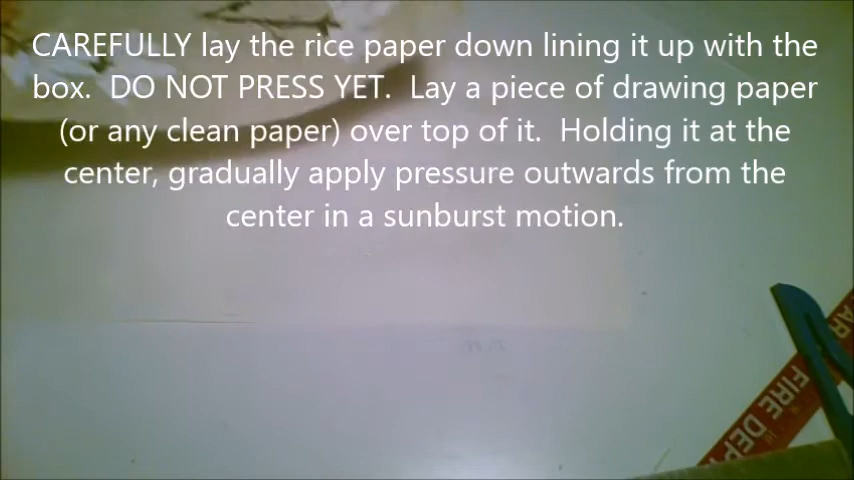 CAREFULLY lay the rice paper down lining it up with the
box.  DO NOT PRESS YET.  Lay a piece of drawing paper
(or any clean paper) over top of it.  Holding it at the
center, gradually apply pressure outwards from the
center in a sunburst motion.
FIRE DEP
AR